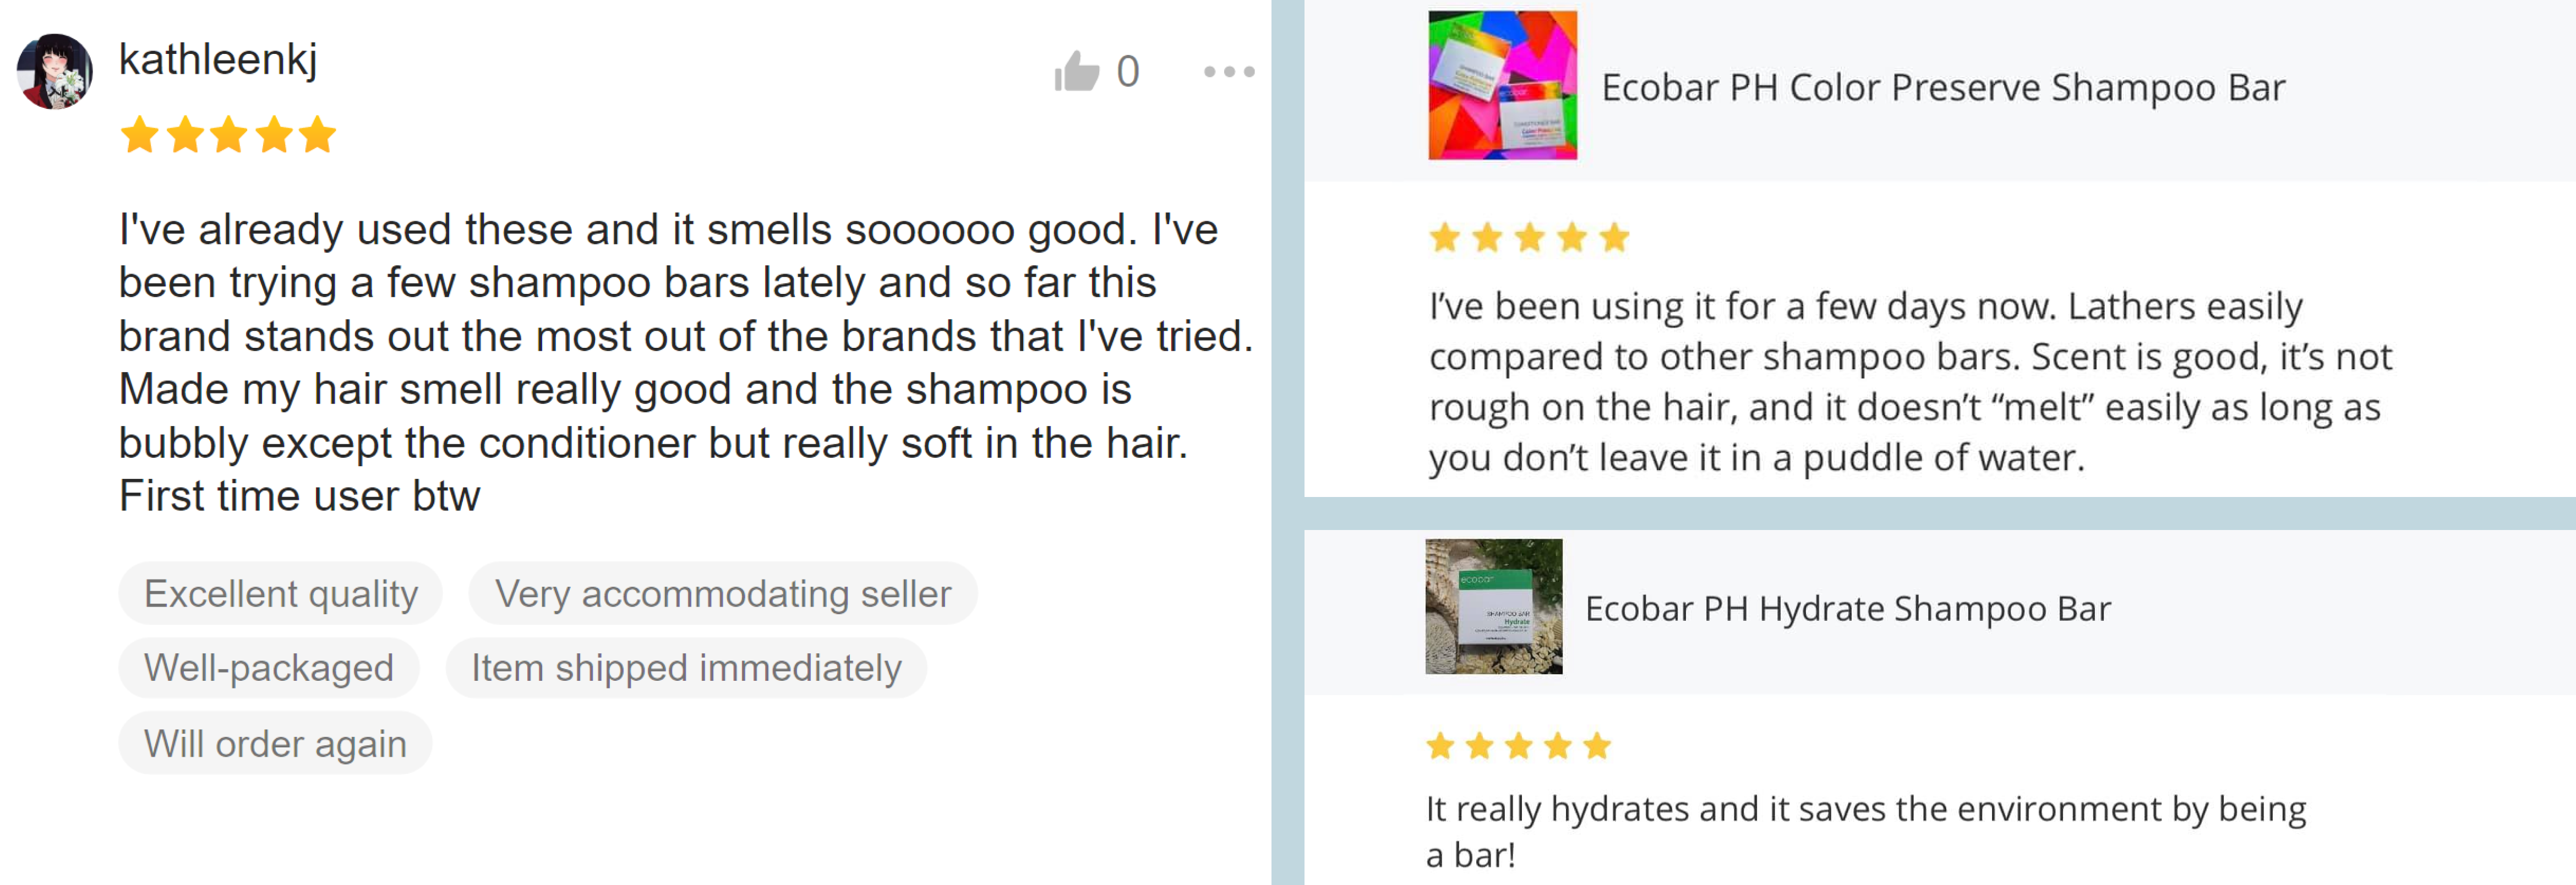 kathleenkj
0
I've already used these and it smells soooooo good. I've
been trying a few shampoo bars lately and so far this
brand stands out the most out of the brands that I've tried.
Made my hair smell really good and the shampoo is
bubbly except the conditioner but really soft in the hair.
First time user btw
Excellent quality
Very accommodating seller
Well-packaged
Item shipped immediately
Will order again
Ecobar PH Color Preserve Shampoo Bar
I’ve been using it for a few days now. Lathers easily
compared to other shampoo bars. Scent is good, it’s not
rough on the hair, and it doesn’t “melt” easily as long as
you don’t leave it in a puddle of water.
ecobar
SHAMPOO BAR
Hydrate
Ecobar PH Hydrate Shampoo Bar
It really hydrates and it saves the environment by being
a bar!